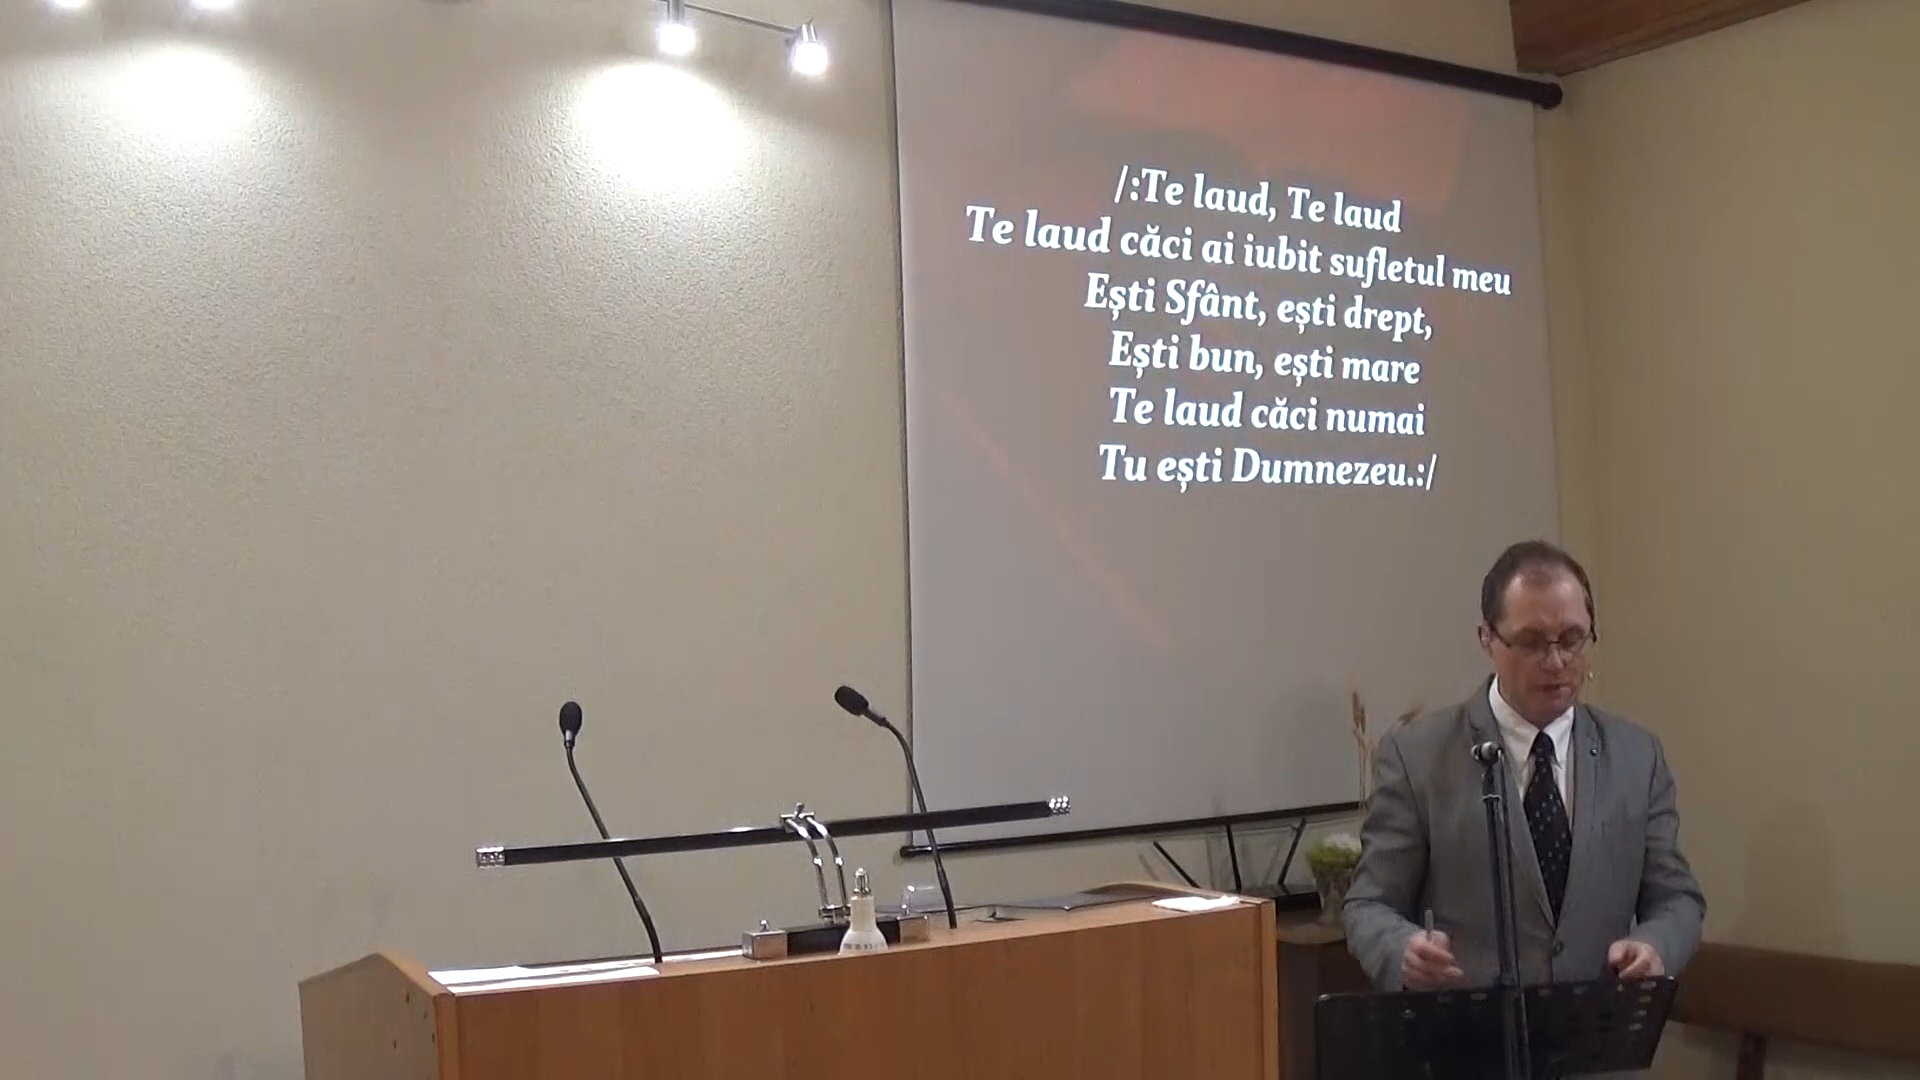 /:Te laud, Te laud
Te laud căci ai iubit sufletul meu
Ești Sfânt, ești drept,
Ești bun, ești mare
Te laud căci numai
Tu ești Dumnezeu.:/